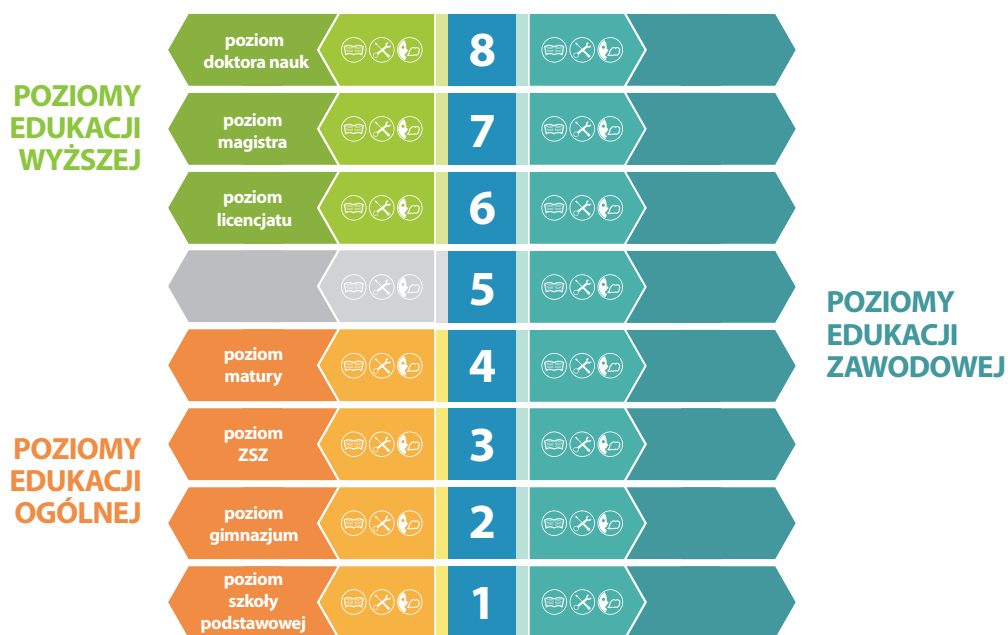 POZIOMY
EDUKACJI
WYŻSZEJ
poziom
doktora nauk
8
poziom
magistra
7
poziom
licencjatu
6
5
POZIOMY
EDUKACJI
ZAWODOWEJ
POZIOMY
EDUKACJI
OGÓLNEJ
poziom
matury
4
poziom
ZSZ
3
poziom
gimnazjum
2
poziom
szkoły
podstawowej
1